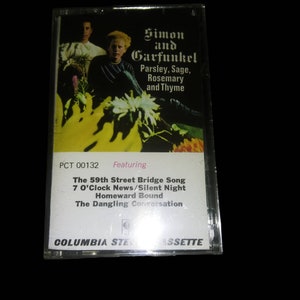 Simon
and
Garfunkel
Parsley, Sage,
Rosemary
and Thyme
PCT 00132 Featuring
The 59th Street Bridge Song
7 O'Clock News/Silent Night
Homeward Bound
The Dangling Conversation
COLUMBIA STEREO CASSETTE